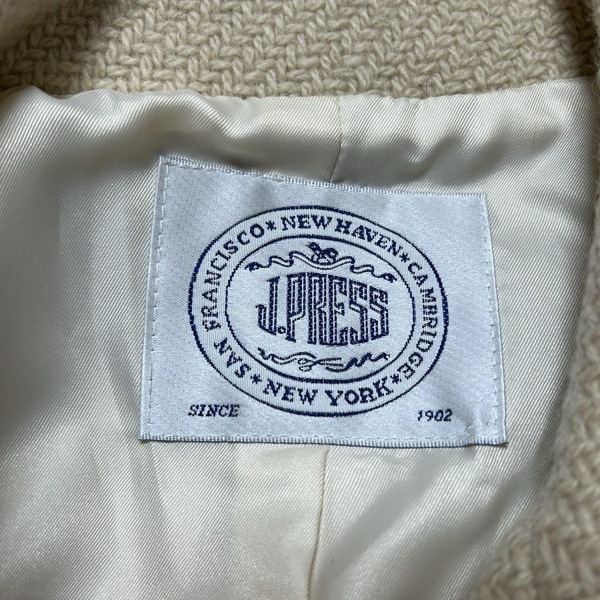 SAN FRANCISCO * NEW HAVEN * CAMBRIDGE * NEW YORK *
J.PRESS
SINCE 1902